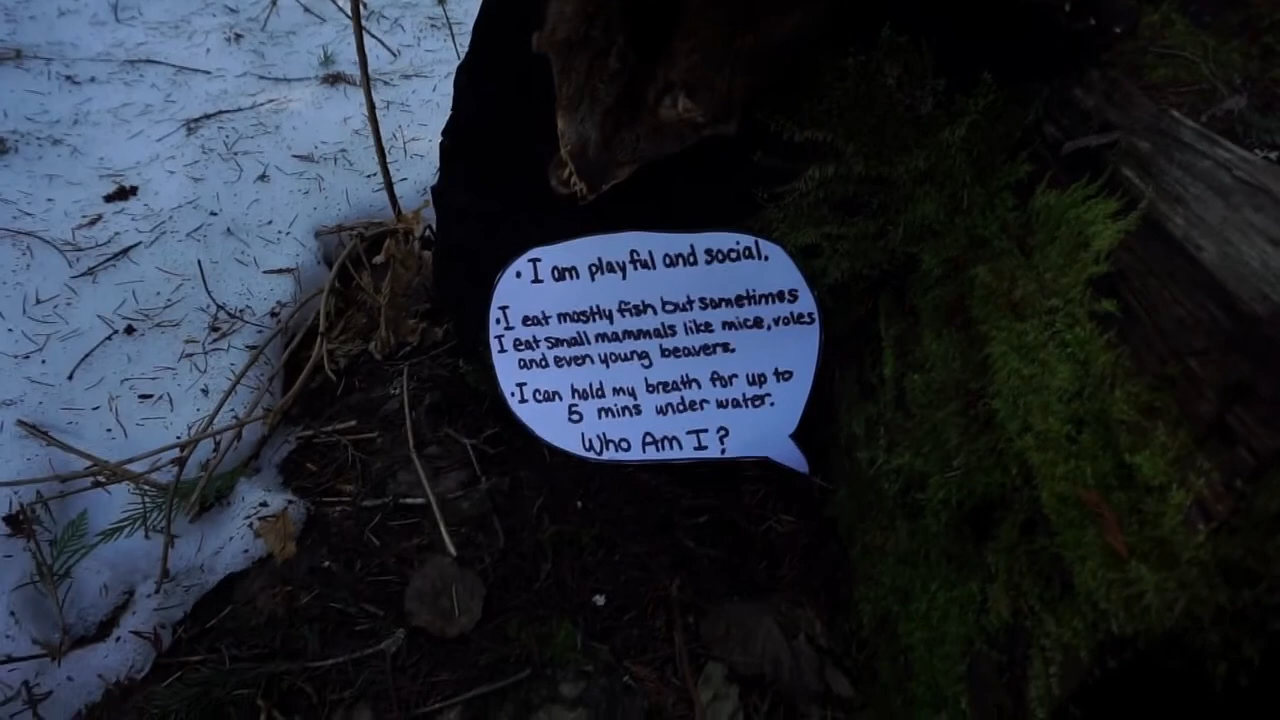 • I am playful and social.
• I eat mostly fish but sometimes
I eat small mammals like mice, voles
and even young beavers.
• I can hold my breath for up to
5 mins under water.
Who Am I?